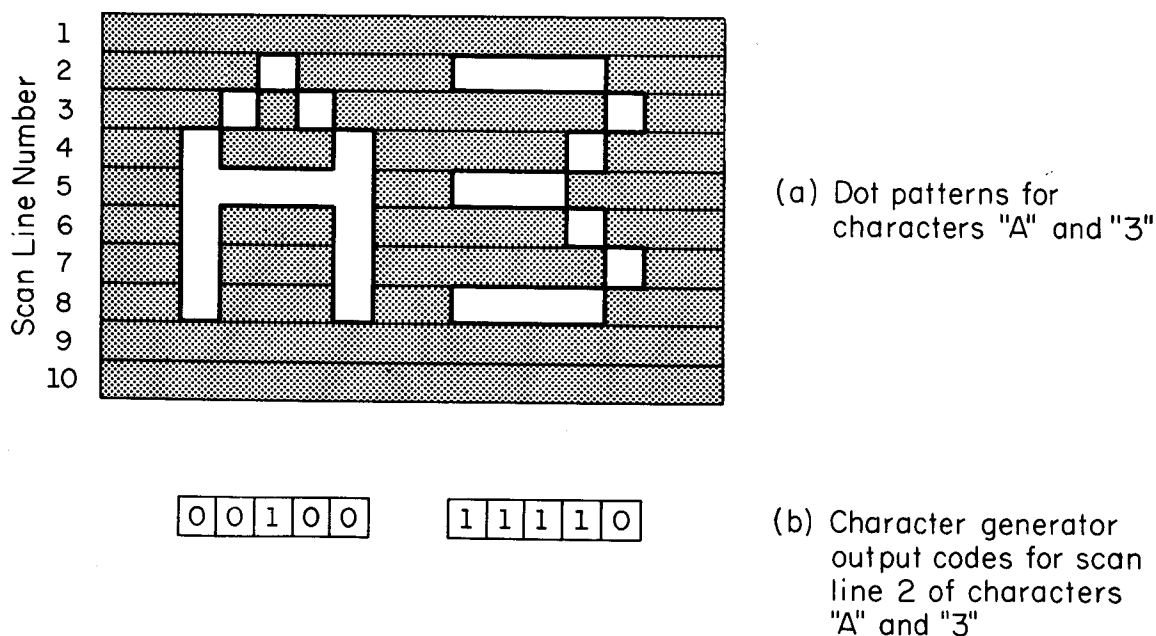 Scan Line Number
1
2
3
4
5
6
7
8
9
10
(a) Dot patterns for
characters "A" and "3"
0 0 1 0 0
1 1 1 1 0
(b) Character generator
output codes for scan
line 2 of characters
"A" and "3"